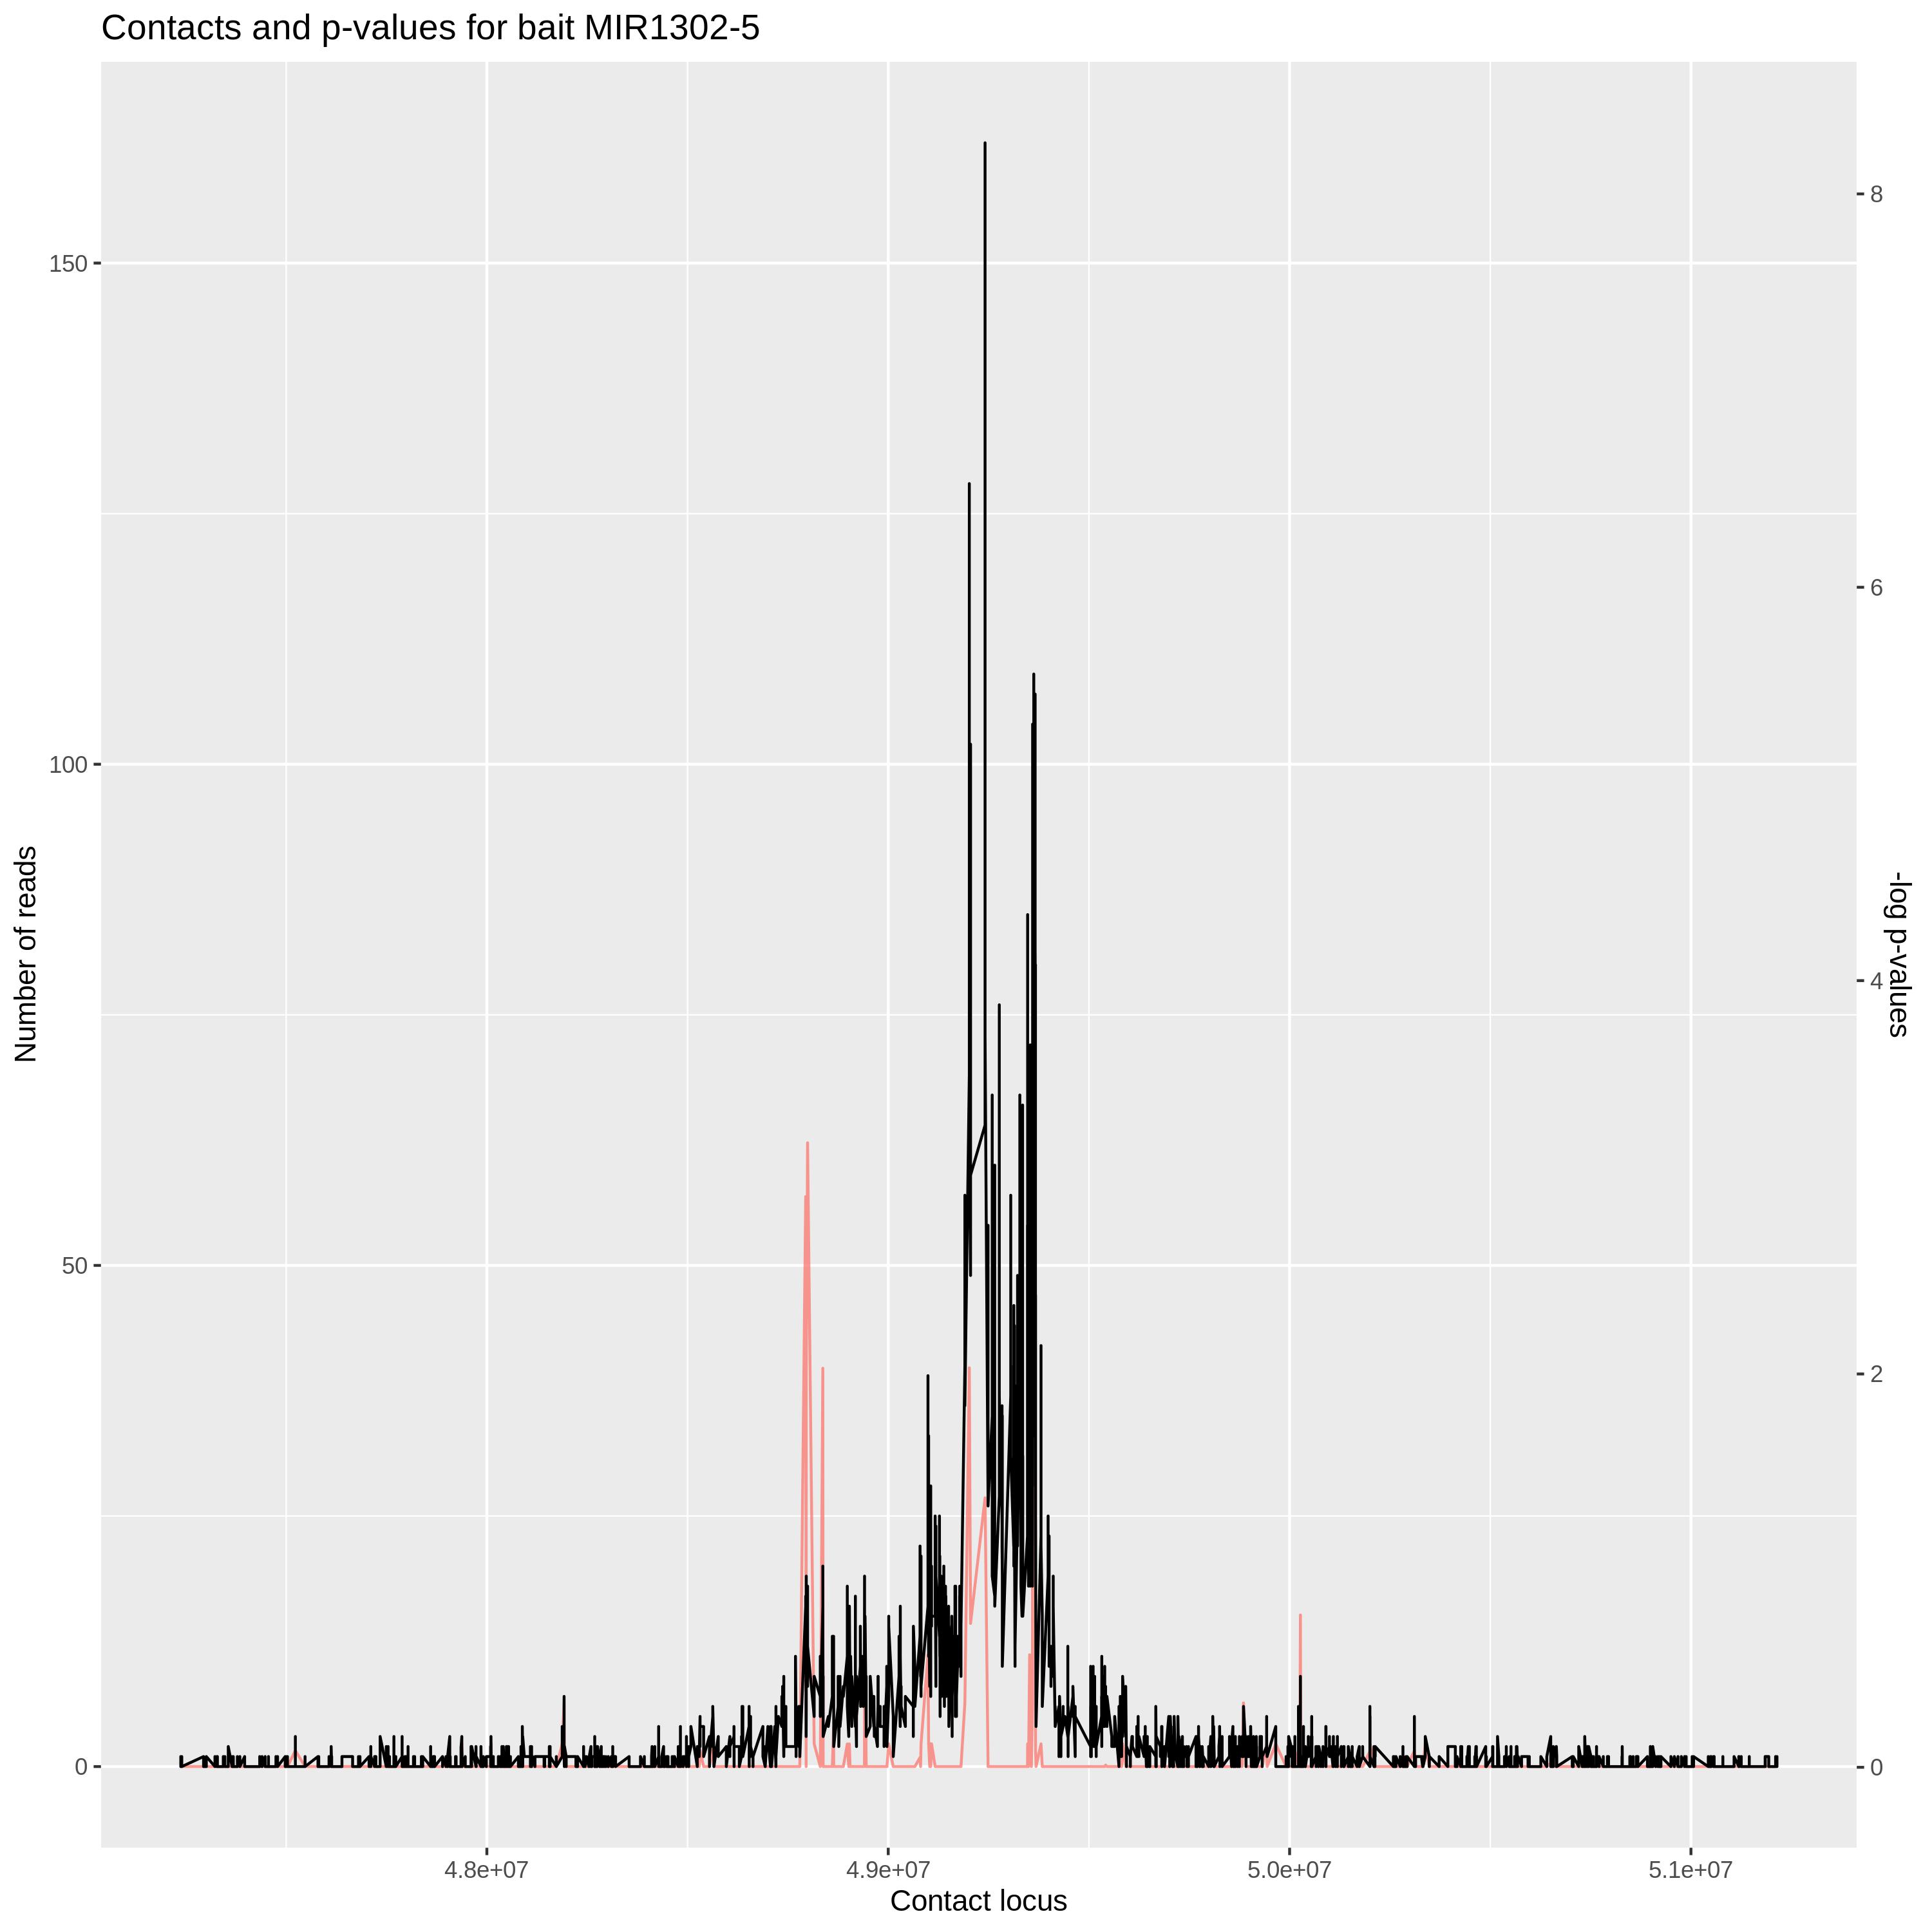 Contacts and p-values for bait MIR1302-5
Number of reads
150
100
50
0
8
6
4
2
0
-log p-values
4.8e+07 4.9e+07 5.0e+07 5.1e+07
Contact locus